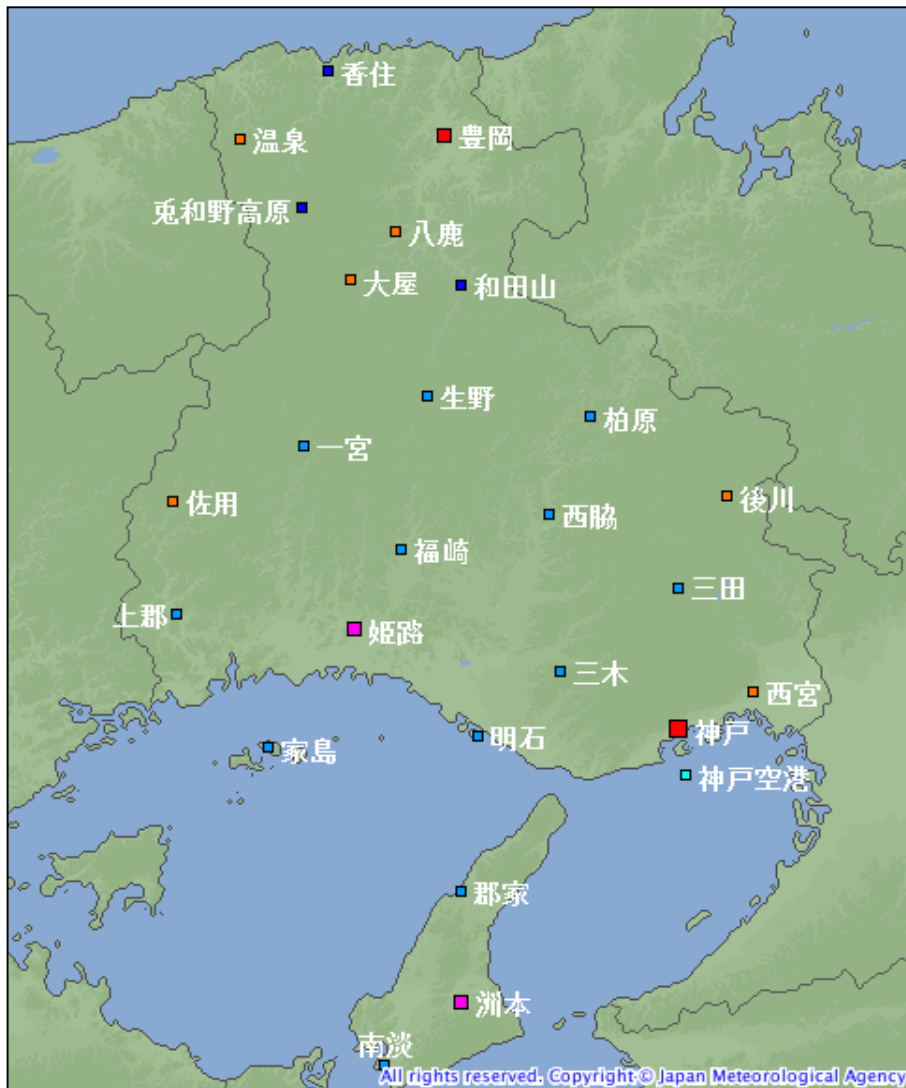 香住
温泉
豊岡
兎和野高原
八鹿
大屋
和田山
生野
柏原
一宮
佐用
後川
西脇
福崎
三田
上郡
姫路
三木
西宮
神戸
明石
家島
神戸空港
郡家
洲本
南淡
All rights reserved. Copyright © Japan Meteorological Agency